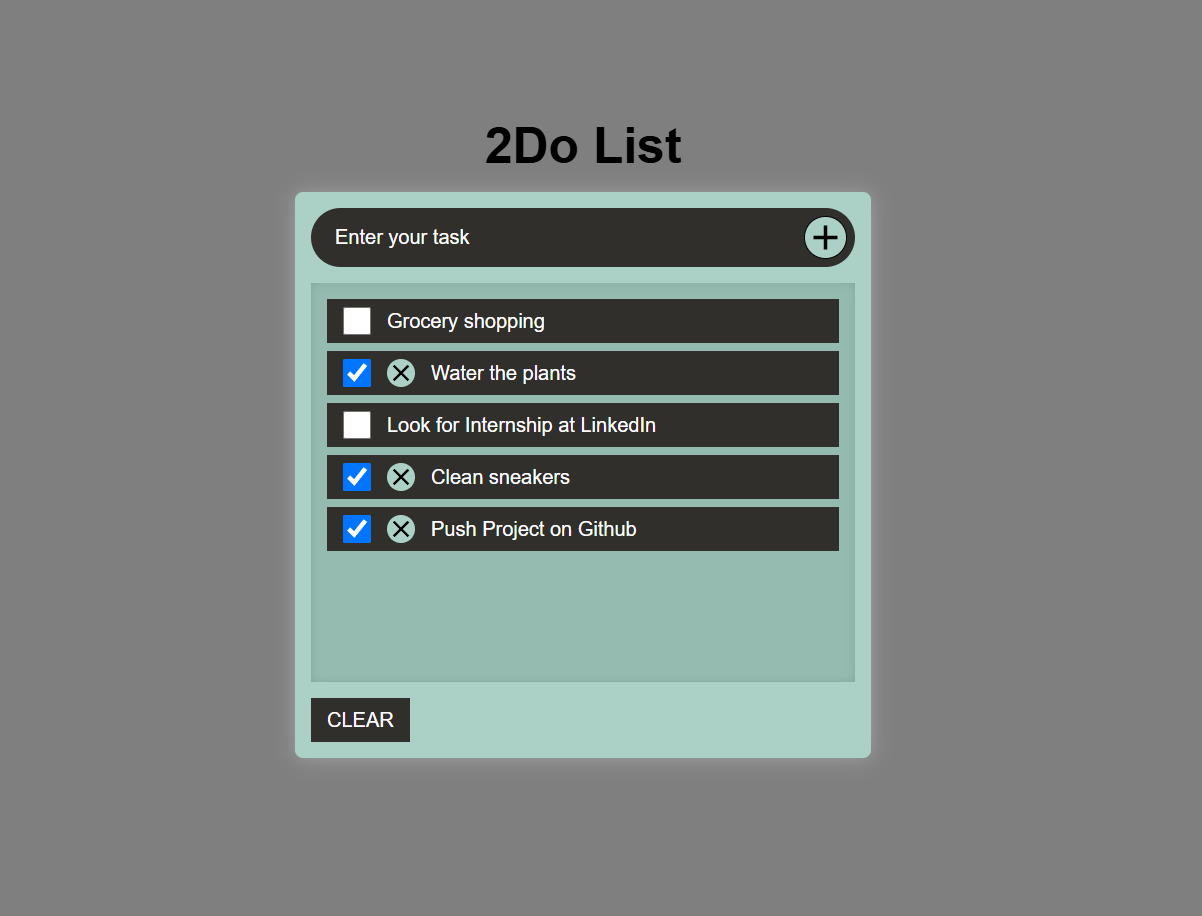 2Do List
Enter your task
Grocery shopping
Water the plants
Look for Internship at LinkedIn
Clean sneakers
Push Project on Github
CLEAR